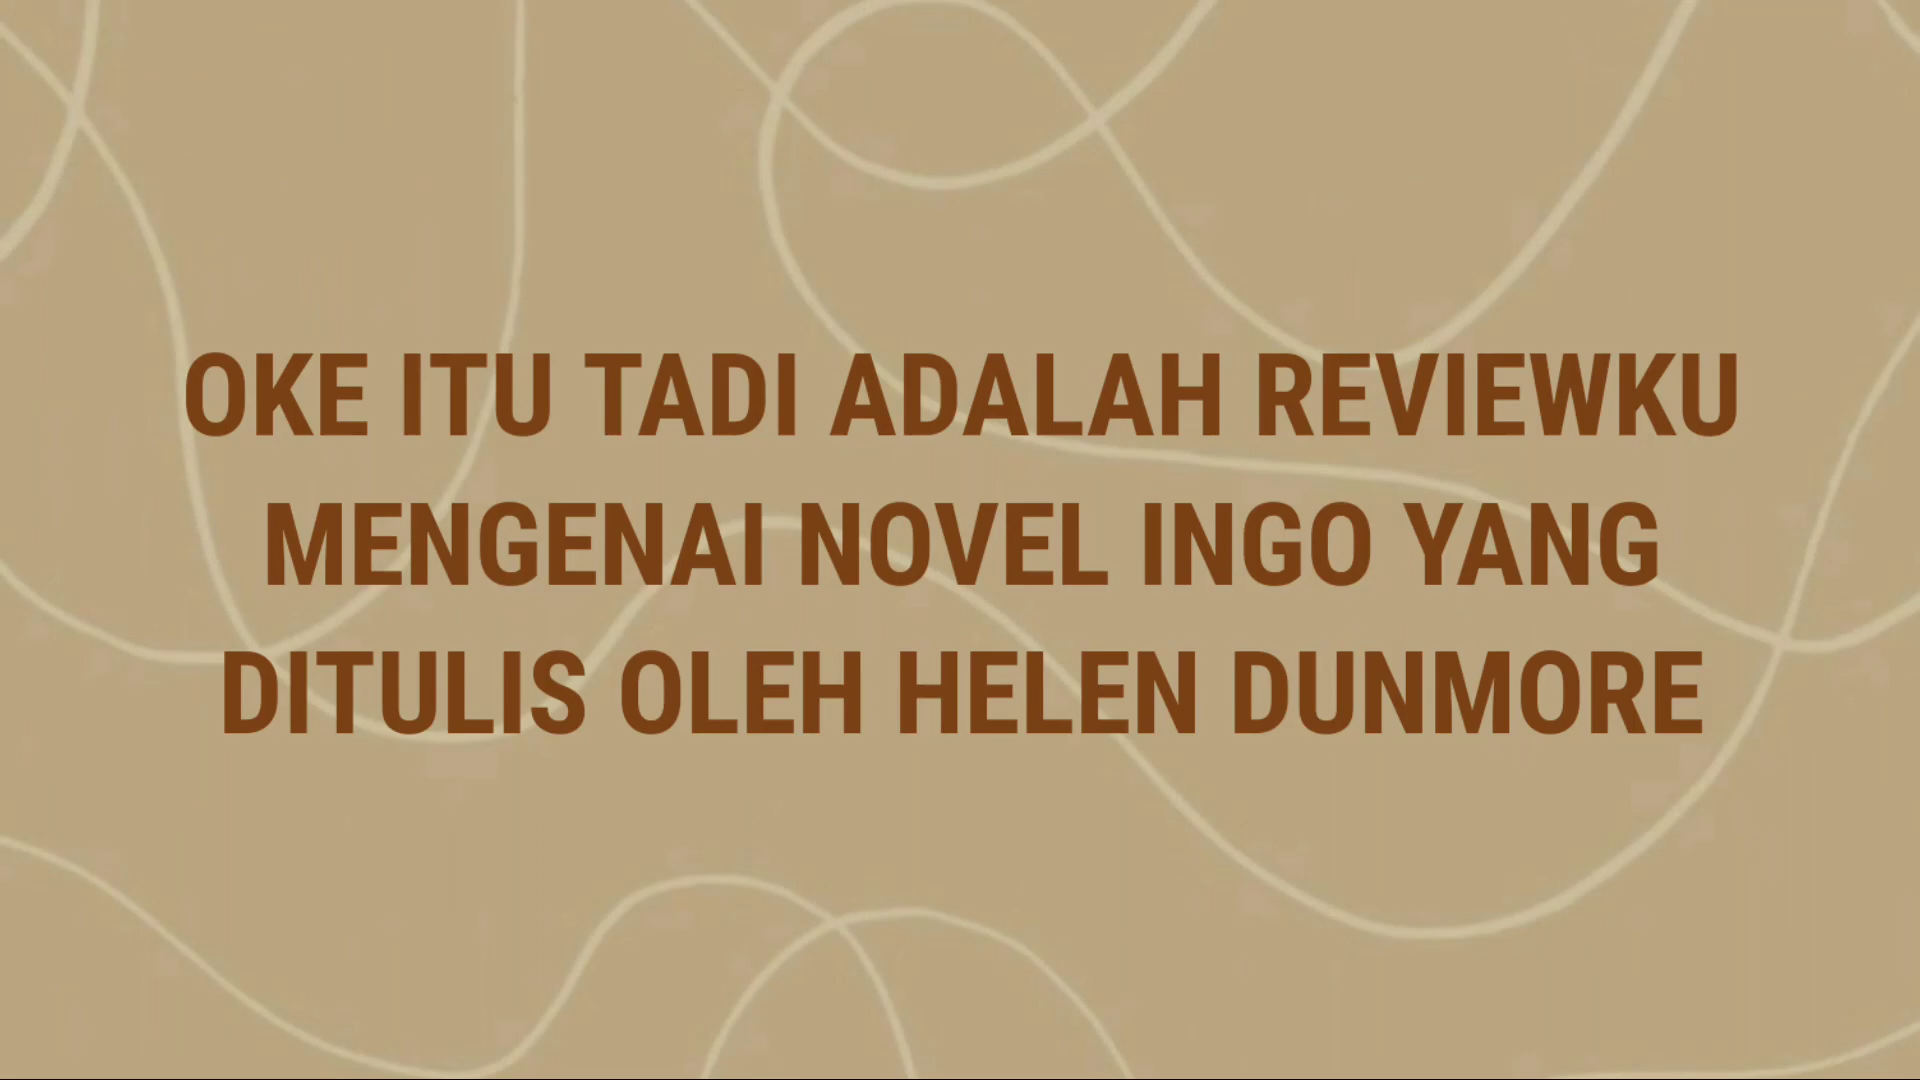 OKE ITU TADI ADALAH REVIEWKU
MENGENAI NOVEL INGO YANG
DITULIS OLEH HELEN DUNMORE